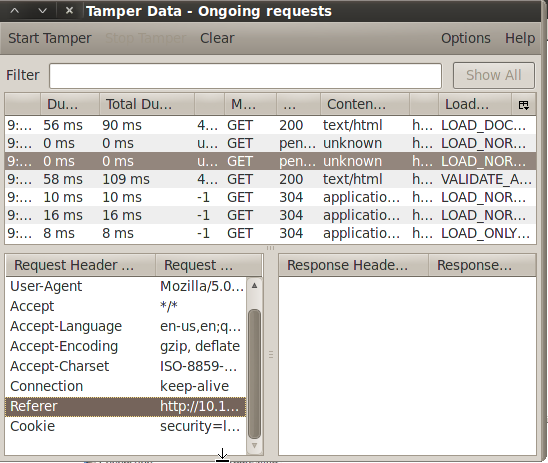 Tamper Data - Ongoing requests
Start Tamper Stop Tamper Clear Options Help
Filter Show All
Du... Total Du... M... ... Conten... Load...
9:... 56 ms 90 ms 4... GET 200 text/html h... LOAD_DOC...
9:... 0 ms 0 ms u... GET pen... unknown h... LOAD_NOR...
9:... 0 ms 0 ms u... GET pen... unknown h... LOAD_NOR...
9:... 58 ms 109 ms 4... GET 200 text/html h... VALIDATE_A...
9:... 10 ms 10 ms -1 GET 304 applicatio... h... LOAD_NOR...
9:... 16 ms 16 ms -1 GET 304 applicatio... h... LOAD_NOR...
9:... 8 ms 8 ms -1 GET 304 applicatio... h... LOAD_ONLY...
Request Header ... Request ... Response Heade... Response...
User-Agent Mozilla/5.0...
Accept */*
Accept-Language en-us,en;q...
Accept-Encoding gzip, deflate
Accept-Charset ISO-8859-...
Connection keep-alive
Referer http://10.1...
Cookie security=l...